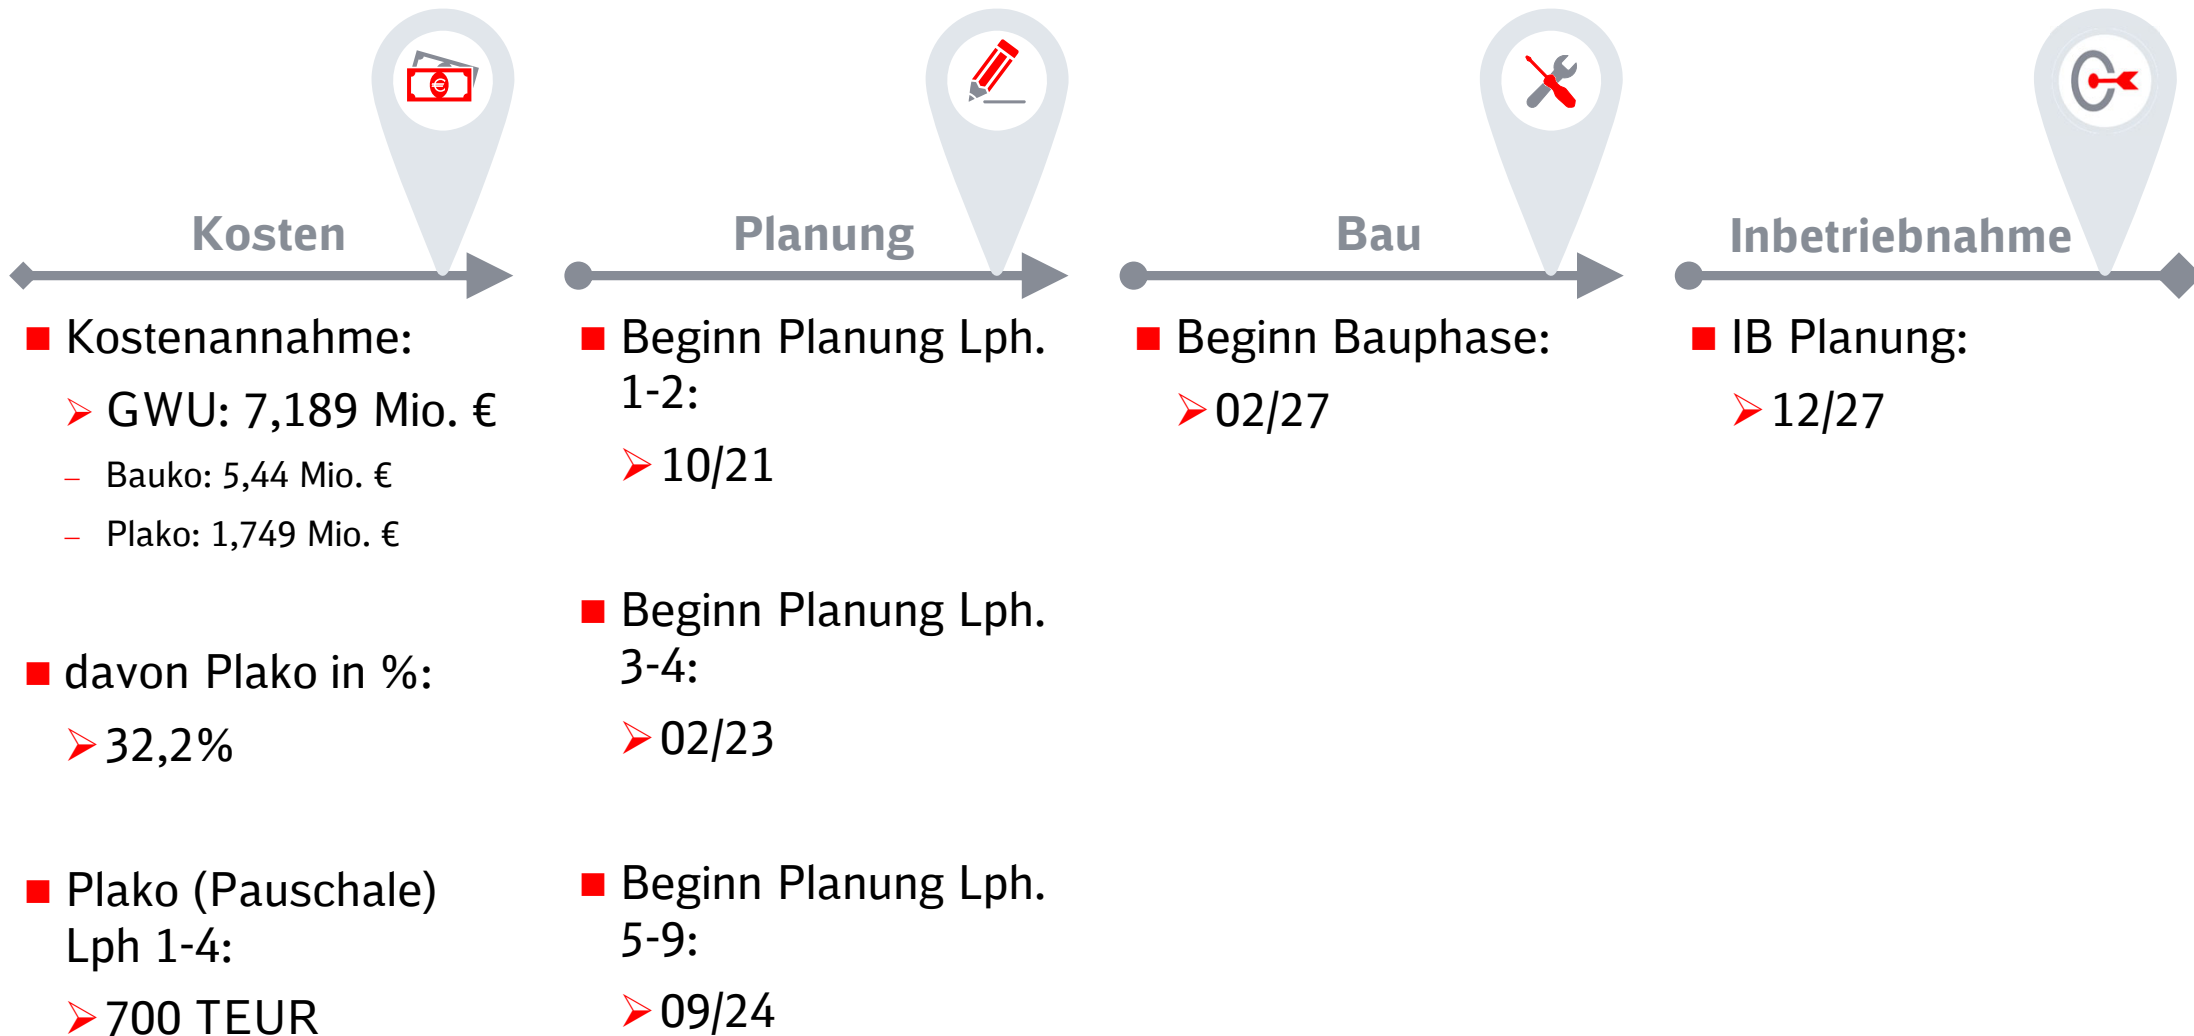 Kosten
Kostenannahme:
GWU: 7,189 Mio. €
Bauko: 5,44 Mio. €
Plako: 1,749 Mio. €
davon Plako in %:
32,2%
Plako (Pauschale)
Lph 1-4:
700 TEUR
Planung
Beginn Planung Lph.
1-2:
10/21
Beginn Planung Lph.
3-4:
02/23
Beginn Planung Lph.
5-9:
09/24
Bau
Beginn Bauphase:
02/27
Inbetriebnahme
IB Planung:
12/27